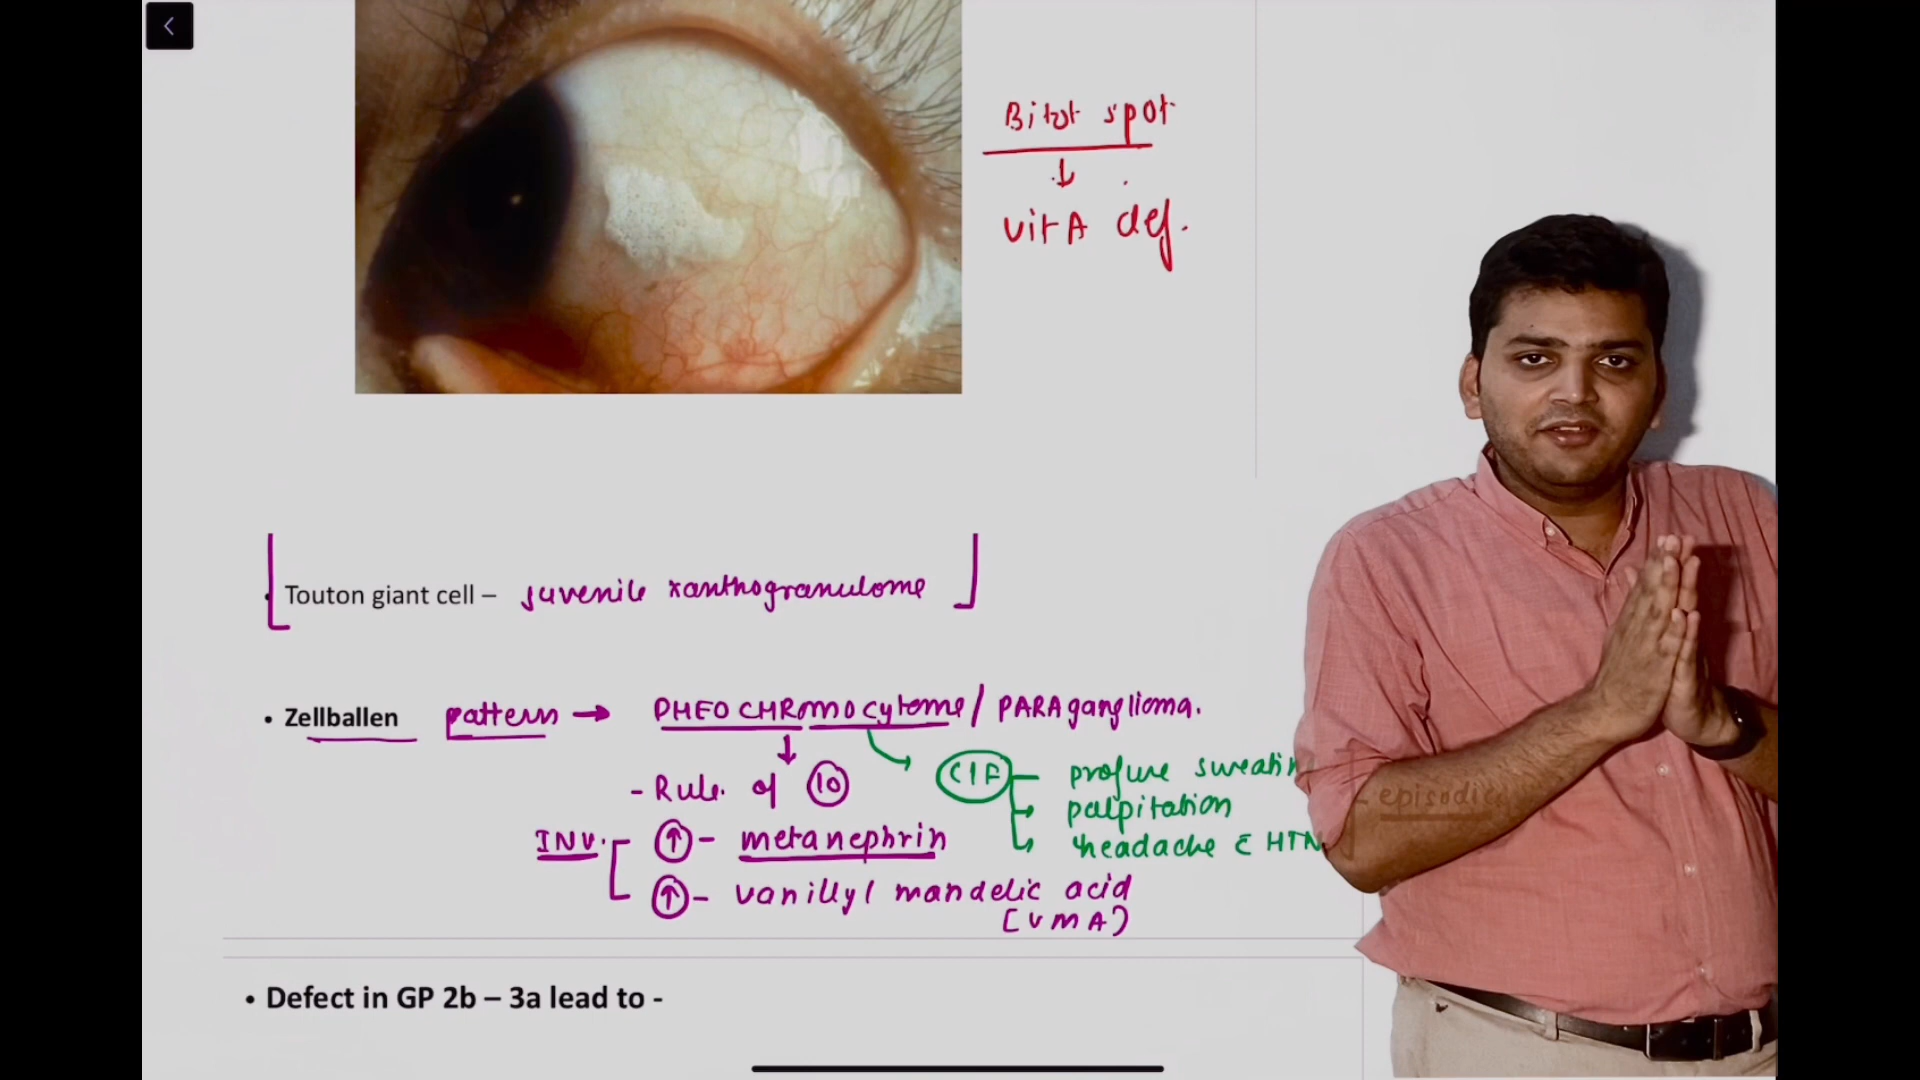 Bitot spot
↓
vit A def.
• Touton giant cell – Juvenile xanthogranulome
• Zellballen pattern → PHEOCHRomocytome / PARAganglioma.
- Rule of 10
C/F
profuse sweatin
palpitation
headache c HTN
episodic
INV.
↑ - metanephrin
↑ - vanillyl mandelic acid
(VMA)
• Defect in GP 2b – 3a lead to -